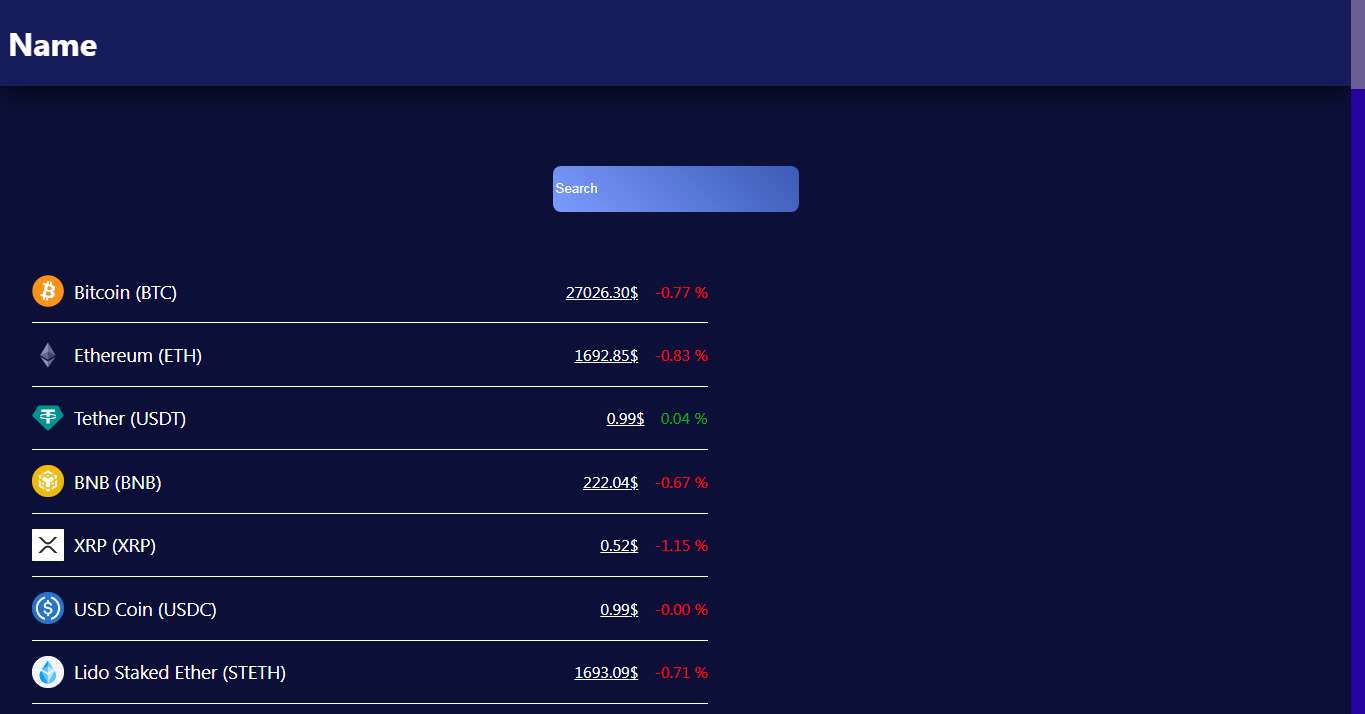 Name
Search
Bitcoin (BTC) 27026.30$ -0.77 %
Ethereum (ETH) 1692.85$ -0.83 %
Tether (USDT) 0.99$ 0.04 %
BNB (BNB) 222.04$ -0.67 %
XRP (XRP) 0.52$ -1.15 %
USD Coin (USDC) 0.99$ -0.00 %
Lido Staked Ether (STETH) 1693.09$ -0.71 %